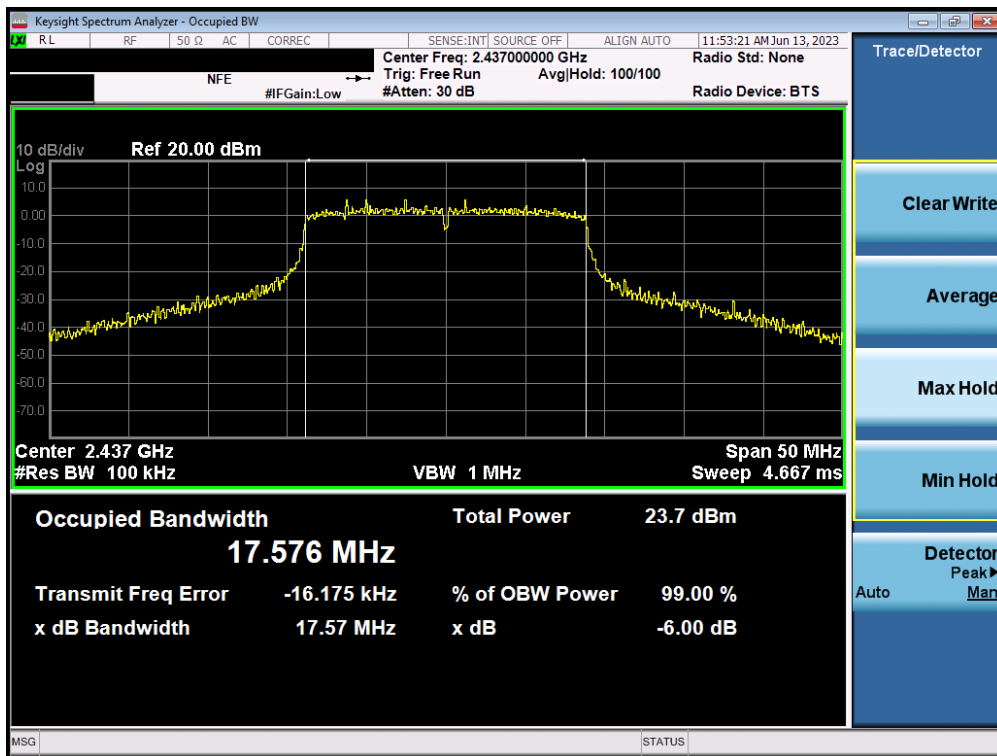 Keysight Spectrum Analyzer - Occupied BW
LXI RL RF 50 Ω AC CORREC SENSE:INT SOURCE OFF ALIGN AUTO 11:53:21 AM Jun 13, 2023
Center Freq: 2.437000000 GHz Radio Std: None
NFE Trig: Free Run Avg|Hold: 100/100
#IFGain:Low #Atten: 30 dB Radio Device: BTS
10 dB/div Ref 20.00 dBm
Log
10.0
0.00
-10.0
-20.0
-30.0
-40.0
-50.0
-60.0
-70.0
Center 2.437 GHz Span 50 MHz
#Res BW 100 kHz VBW 1 MHz Sweep 4.667 ms
Occupied Bandwidth Total Power 23.7 dBm
17.576 MHz
Transmit Freq Error -16.175 kHz % of OBW Power 99.00 %
x dB Bandwidth 17.57 MHz x dB -6.00 dB
Trace/Detector
Clear Write
Average
Max Hold
Min Hold
Detector
Peak▶
Auto Man
MSG STATUS